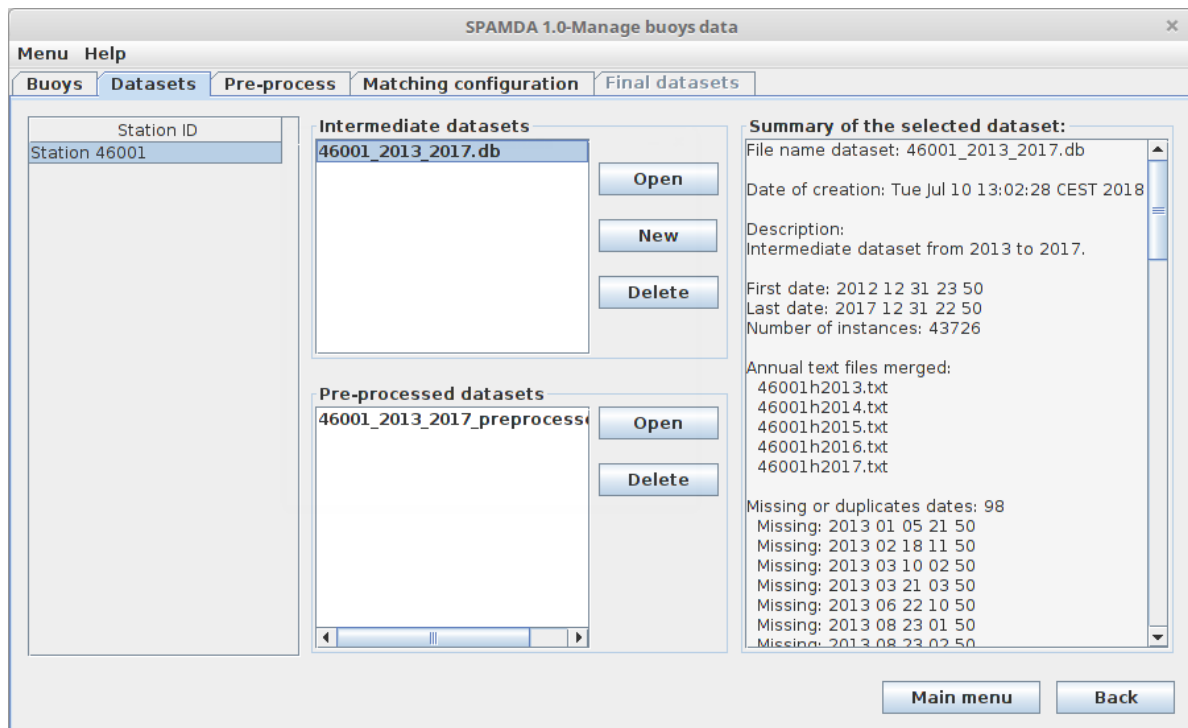 SPAMDA 1.0-Manage buoys data
Menu Help
Buoys Datasets Pre-process Matching configuration Final datasets
Station ID
Station 46001
Intermediate datasets
46001_2013_2017.db
Open
New
Delete
Pre-processed datasets
46001_2013_2017_preprocesse
Open
Delete
Summary of the selected dataset:
File name dataset: 46001_2013_2017.db
Date of creation: Tue Jul 10 13:02:28 CEST 2018
Description:
Intermediate dataset from 2013 to 2017.
First date: 2012 12 31 23 50
Last date: 2017 12 31 22 50
Number of instances: 43726
Annual text files merged:
46001h2013.txt
46001h2014.txt
46001h2015.txt
46001h2016.txt
46001h2017.txt
Missing or duplicates dates: 98
Missing: 2013 01 05 21 50
Missing: 2013 02 18 11 50
Missing: 2013 03 10 02 50
Missing: 2013 03 21 03 50
Missing: 2013 06 22 10 50
Missing: 2013 08 23 01 50
Missing: 2013 08 23 02 50
Main menu
Back